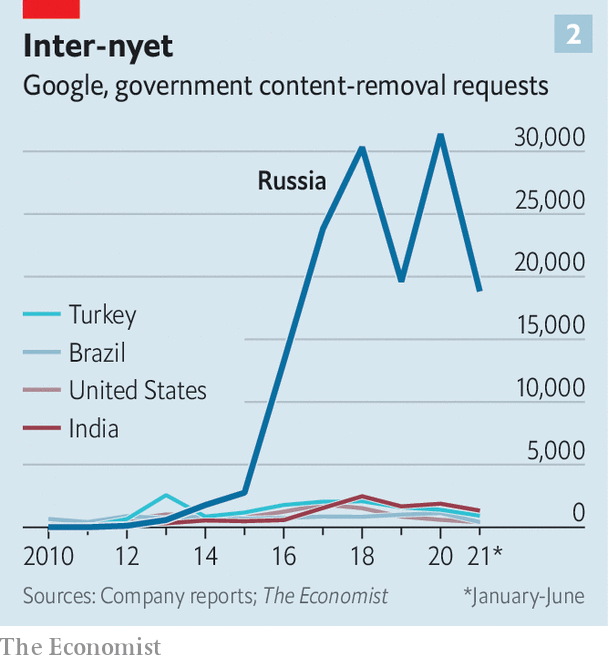 Inter-nyet
2
Google, government content-removal requests
30,000
Russia
25,000
20,000
Turkey
15,000
Brazil
United States
10,000
India
5,000
0
2010 12 14 16 18 20 21*
Sources: Company reports; The Economist *January-June
The Economist